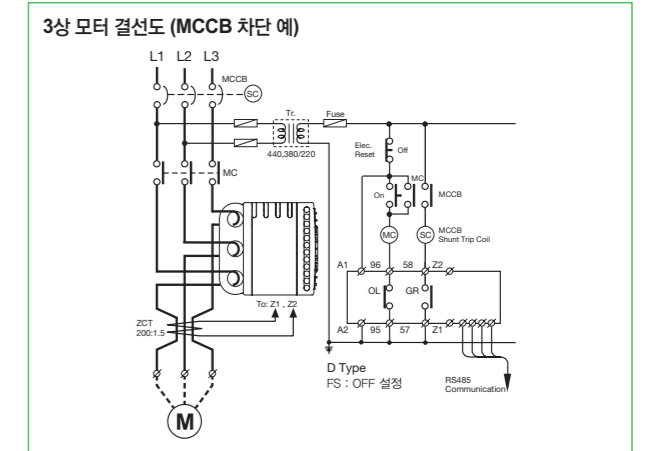 3상 모터 결선도 (MCCB 차단 예)
L1 L2 L3
MCCB
SC
Tr.
Fuse
440,380/220
Elec.
Reset
Off
MC
On
MC
MCCB
MC
SC
MCCB
Shunt Trip Coil
A1 96 58 Z2
OL
GR
A2 95 57 Z1
To: Z1 , Z2
ZCT
200:1.5
D Type
FS : OFF 설정
RS485
Communication
M